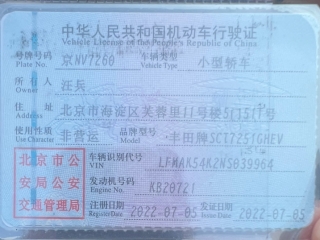 中华人民共和国机动车行驶证
Vehicle License of the People's Republic of China
号牌号码 京NV7260 车辆类型 小型轿车
Plate No. Vehicle Type
所有人 汪兵
Owner
住址 北京市海淀区芙蓉里11号楼5门51T号
Address
使用性质 非营运 品牌型号 丰田牌SCT7251GHEV
Use Character Model
北京市公
安局公安
交通管理局
车辆识别代号 LFMAK54K2NS039964
VIN
发动机号码 KB20721
Engine No.
注册日期 2022-07-05 发证日期 2022-07-05
Register Date Issue Date